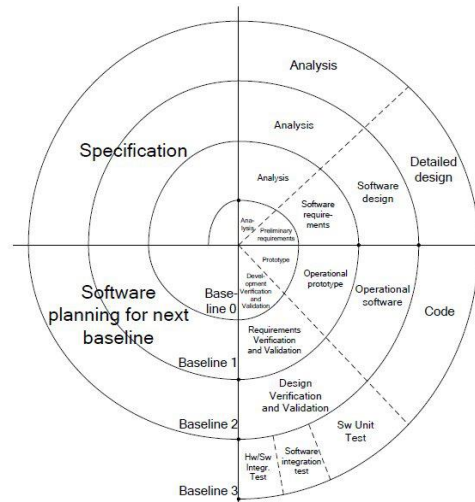 Analysis
Analysis
Specification
Detailed
design
Analysis
Software
design
Software
require-
ments
Ana-
lysis
Preliminary
requirements
Prototype
Devel-
opment
Verification
and
Validation
Operational
prototype
Operational
software
Software
planning for next
baseline
Base-
line 0
Code
Requirements
Verification
and Validation
Baseline 1
Design
Verification
and Validation
Sw Unit
Test
Baseline 2
Hw/Sw
Integr.
Test
Software
integration
test
Baseline 3